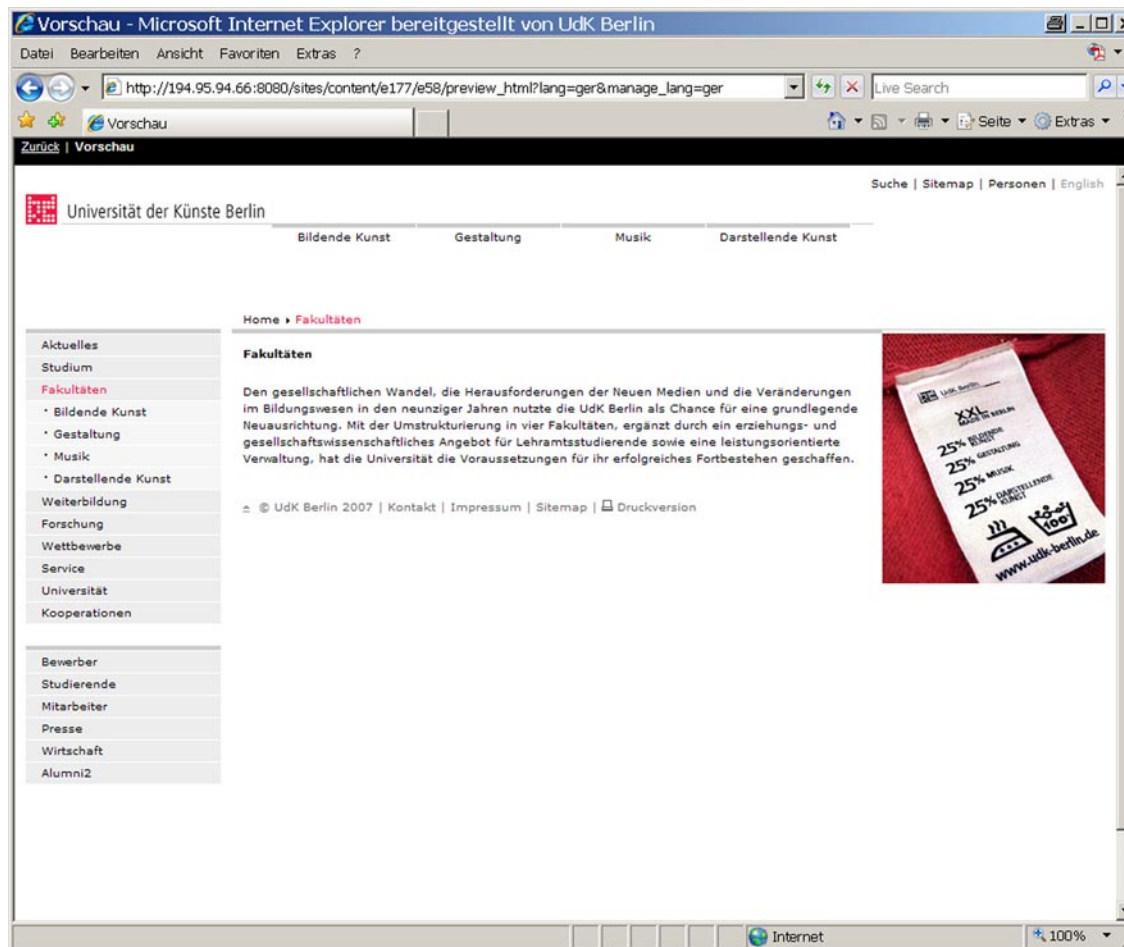 Vorschau - Microsoft Internet Explorer bereitgestellt von UdK Berlin
Datei Bearbeiten Ansicht Favoriten Extras ?
http://194.95.94.66:8080/sites/content/e177/e58/preview_html?lang=ger&manage_lang=ger Live Search
Vorschau Seite Extras
Zurück | Vorschau
Suche | Sitemap | Personen | English
Universität der Künste Berlin
Bildende Kunst Gestaltung Musik Darstellende Kunst
Home Fakultäten
Aktuelles
Studium
Fakultäten
Bildende Kunst
Gestaltung
Musik
Darstellende Kunst
Weiterbildung
Forschung
Wettbewerbe
Service
Universität
Kooperationen
Bewerber
Studierende
Mitarbeiter
Presse
Wirtschaft
Alumni2
Fakultäten
Den gesellschaftlichen Wandel, die Herausforderungen der Neuen Medien und die Veränderungen
im Bildungswesen in den neunziger Jahren nutzte die UdK Berlin als Chance für eine grundlegende
Neuausrichtung. Mit der Umstrukturierung in vier Fakultäten, ergänzt durch ein erziehungs- und
gesellschaftswissenschaftliches Angebot für Lehramtsstudierende sowie eine leistungsorientierte
Verwaltung, hat die Universität die Voraussetzungen für ihr erfolgreiches Fortbestehen geschaffen.
© UdK Berlin 2007 | Kontakt | Impressum | Sitemap | Druckversion
UdK Berlin
XXL
MADE IN BERLIN
25% BILDENDE KUNST
25% GESTALTUNG
25% MUSIK
25% DARSTELLENDE KUNST
100°
www.udk-berlin.de
Internet 100%